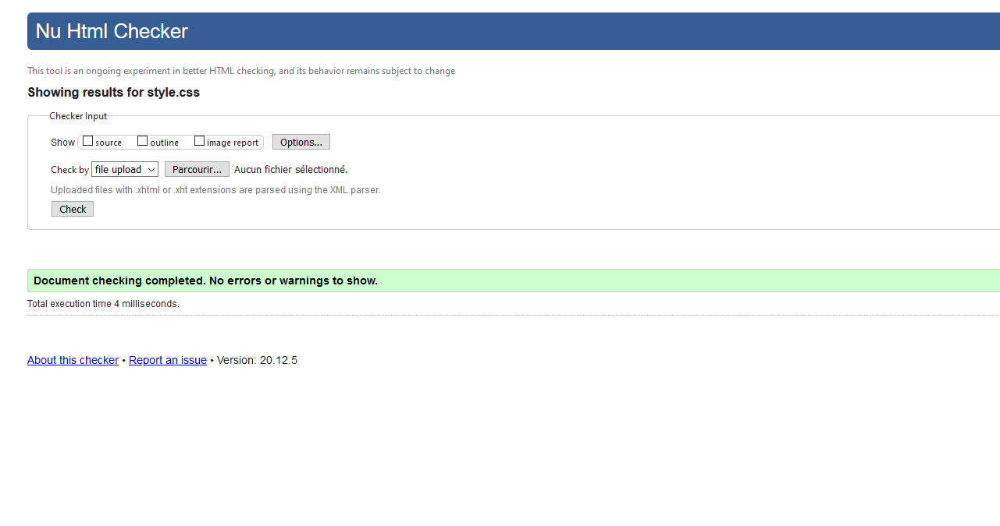 Nu Html Checker
This tool is an ongoing experiment in better HTML checking, and its behavior remains subject to change
Showing results for style.css
Checker Input
Show source outline image report Options...
Check by file upload Parcourir... Aucun fichier sélectionné.
Uploaded files with .xhtml or .xht extensions are parsed using the XML parser.
Check
Document checking completed. No errors or warnings to show.
Total execution time 4 milliseconds.
About this checker • Report an issue • Version: 20.12.5